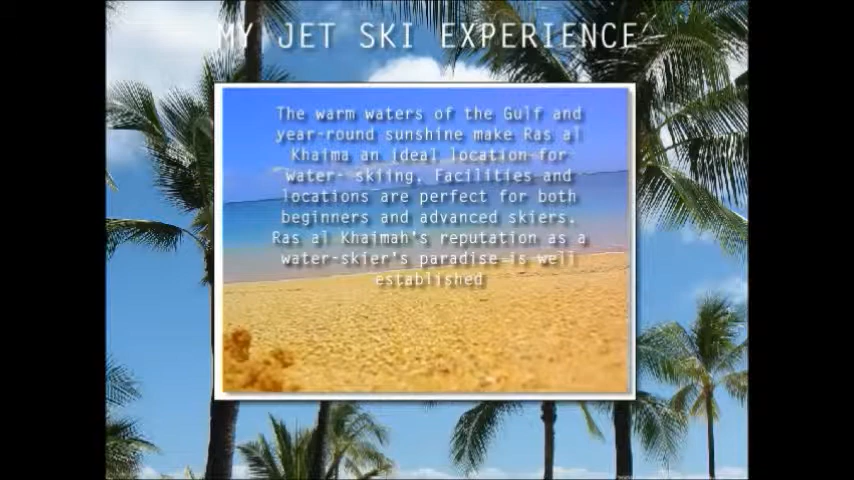 MY JET SKI EXPERIENCE
The warm waters of the Gulf and
year-round sunshine make Ras al
Khaima an ideal location for
water- skiing. Facilities and
locations are perfect for both
beginners and advanced skiers.
Ras al Khaimah's reputation as a
water-skier's paradise is well
established